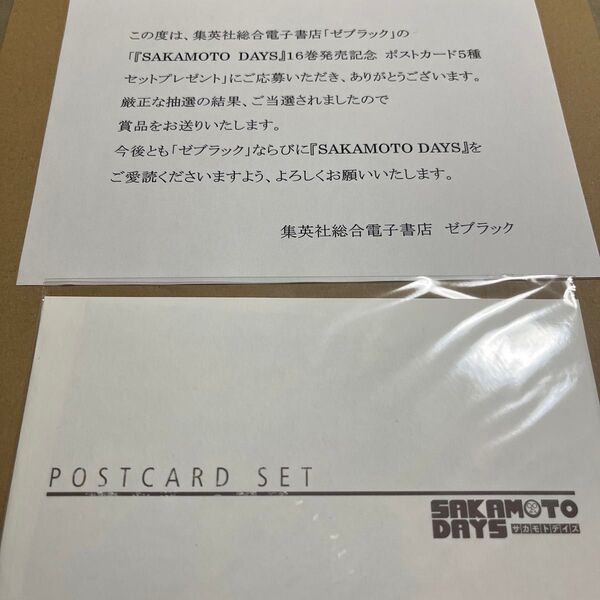 この度は、集英社総合電子書店「ゼブラック」の
「『SAKAMOTO DAYS』16巻発売記念 ポストカード5種
セットプレゼント」にご応募いただき、ありがとうございます。
厳正な抽選の結果、ご当選されましたので
賞品をお送りいたします。
今後とも「ゼブラック」ならびに『SAKAMOTO DAYS』を
ご愛読くださいますよう、よろしくお願いいたします。
集英社総合電子書店 ゼブラック
POSTCARD SET
SAKAMOTO
DAYS サカモトデイズ